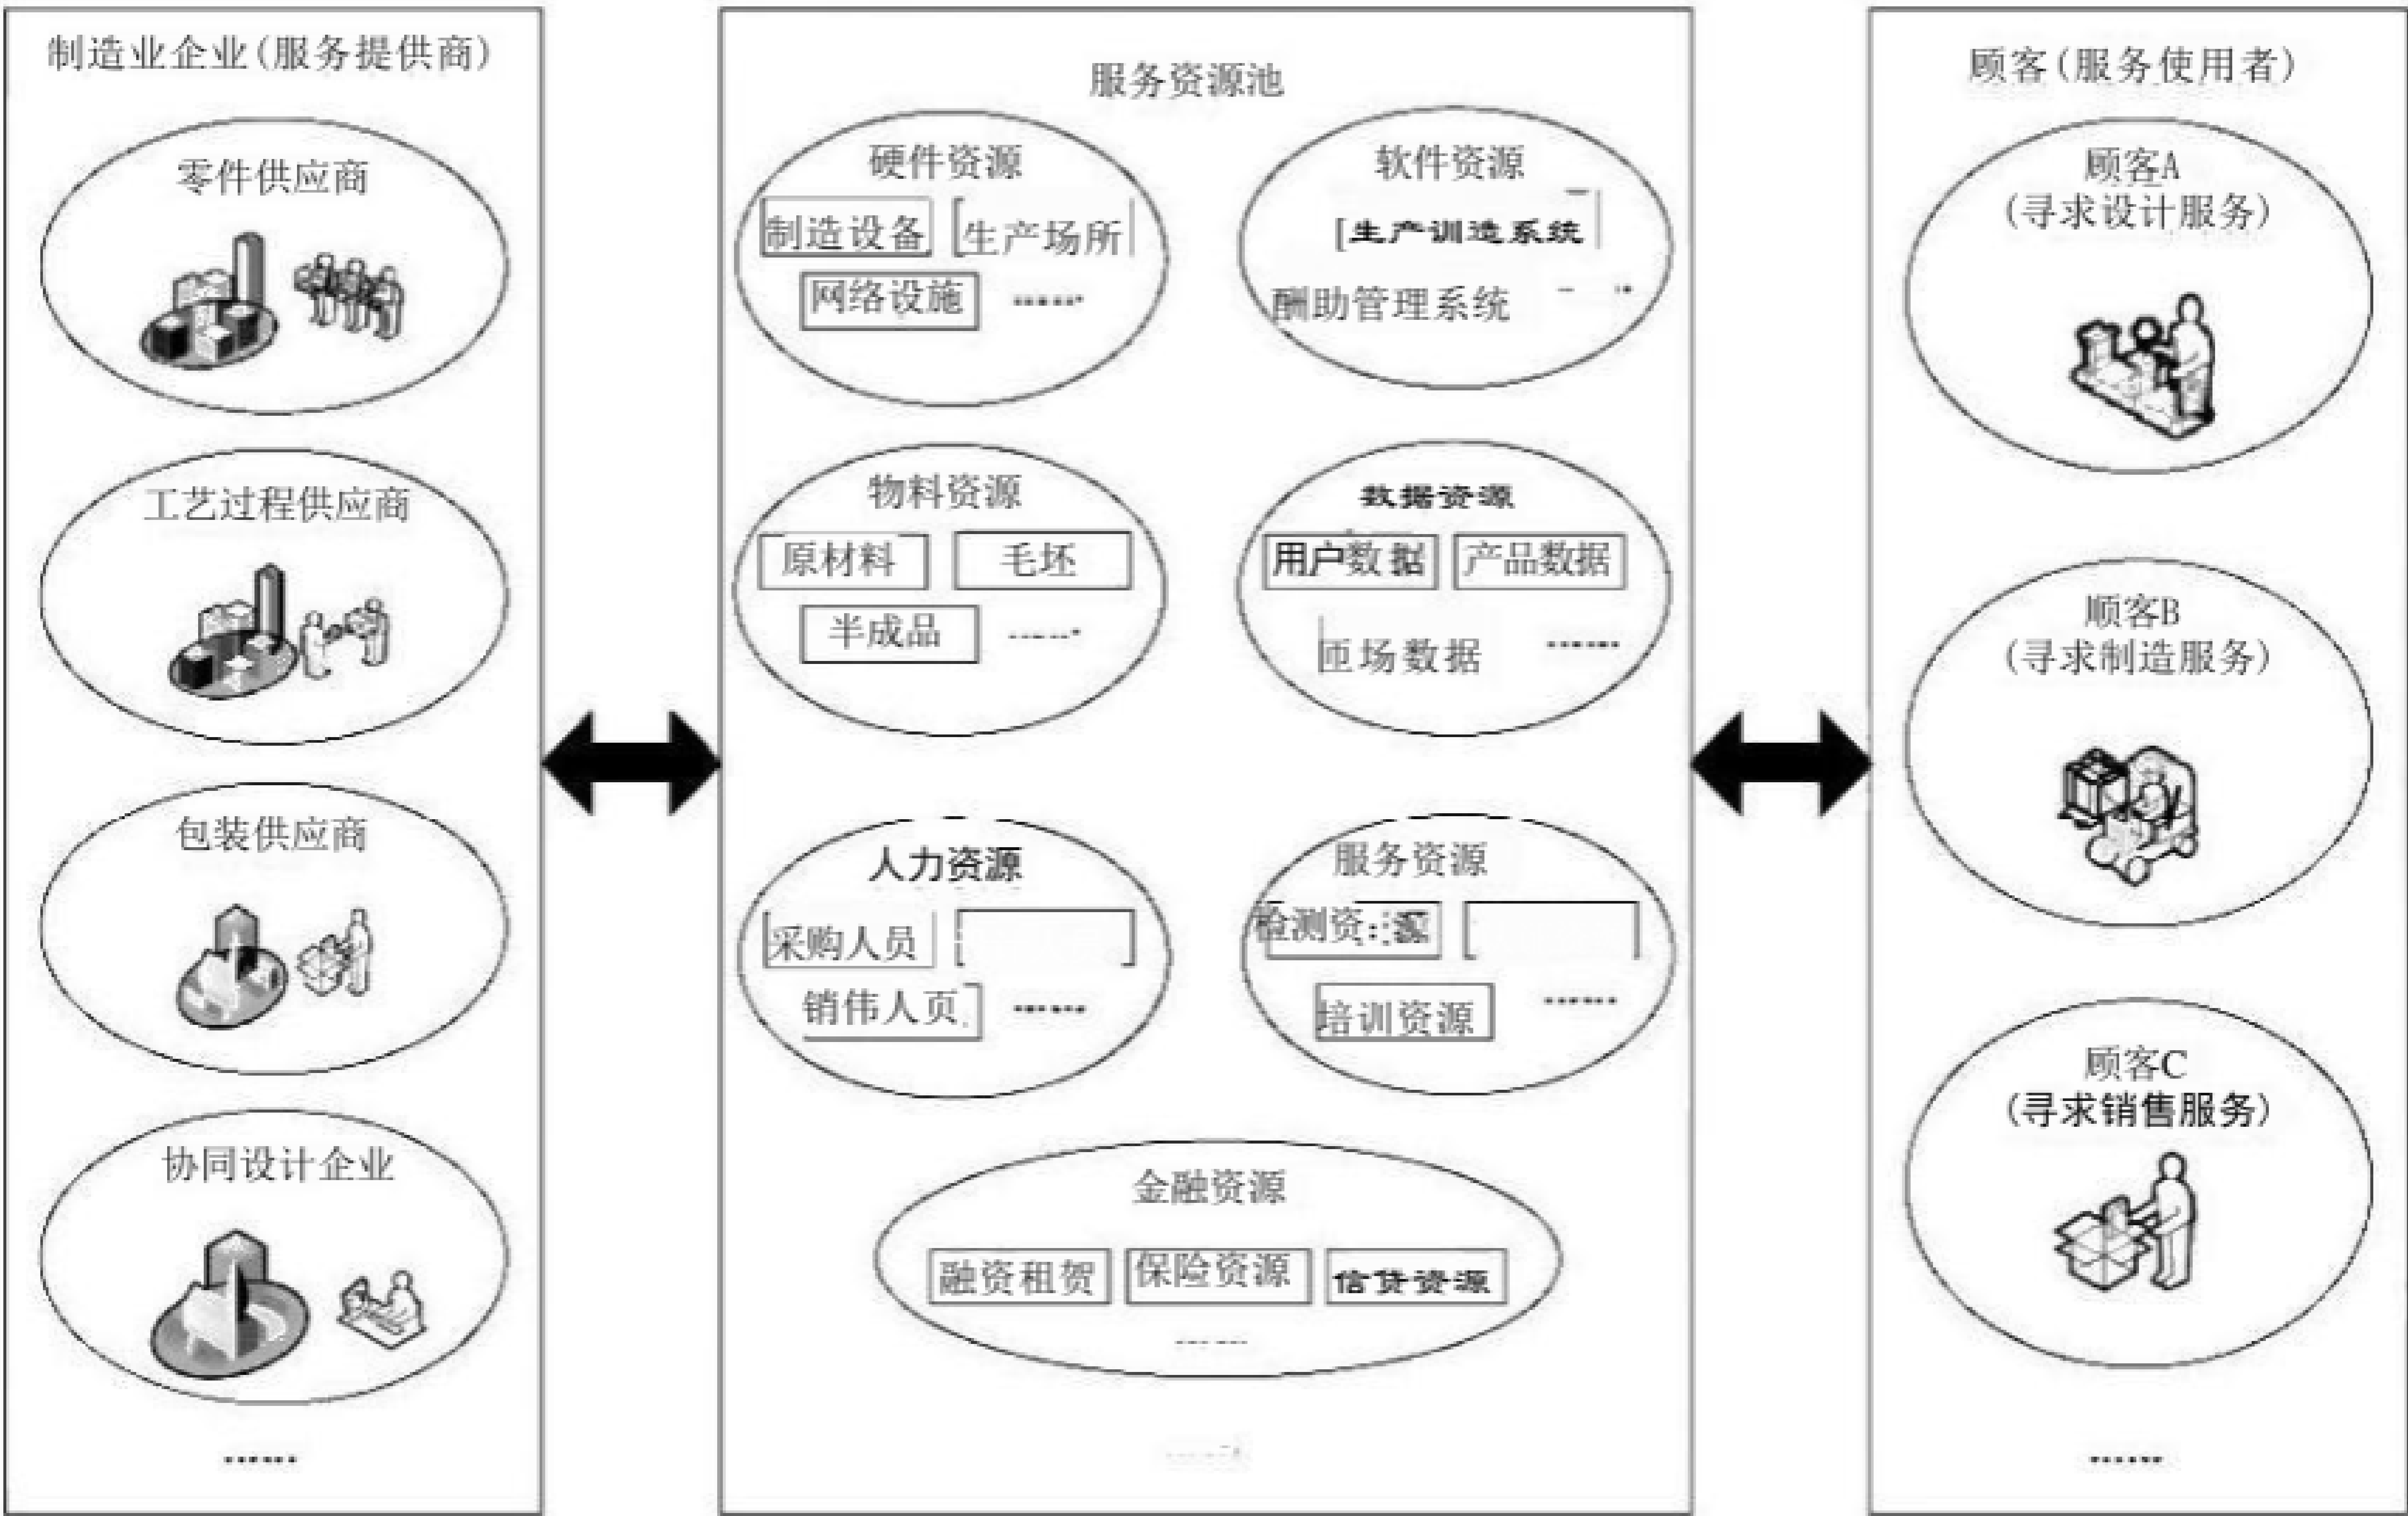 制造业企业(服务提供商)
零件供应商
工艺过程供应商
包装供应商
协同设计企业
……
服务资源池
硬件资源
制造设备
生产场所
网络设施
……
软件资源
生产训造系统
酬助管理系统
物料资源
原材料
毛坯
半成品
……
数据资源
用户数据
产品数据
匝场数据
……
人力资源
采购人员
销伟人页
……
服务资源
检测资源
培训资源
……
金融资源
融资租贺
保险资源
信贷资源
……
……
顾客(服务使用者)
顾客A
(寻求设计服务)
顺客B
(寻求制造服务)
顾客C
(寻求销售服务)
……